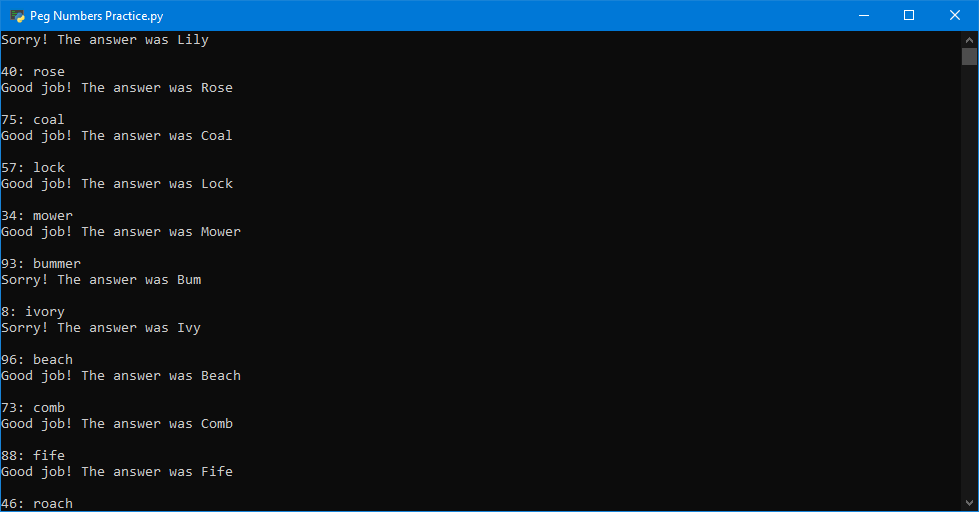 Peg Numbers Practice.py
Sorry! The answer was Lily
40: rose
Good job! The answer was Rose
75: coal
Good job! The answer was Coal
57: lock
Good job! The answer was Lock
34: mower
Good job! The answer was Mower
93: bummer
Sorry! The answer was Bum
8: ivory
Sorry! The answer was Ivy
96: beach
Good job! The answer was Beach
73: comb
Good job! The answer was Comb
88: fife
Good job! The answer was Fife
46: roach